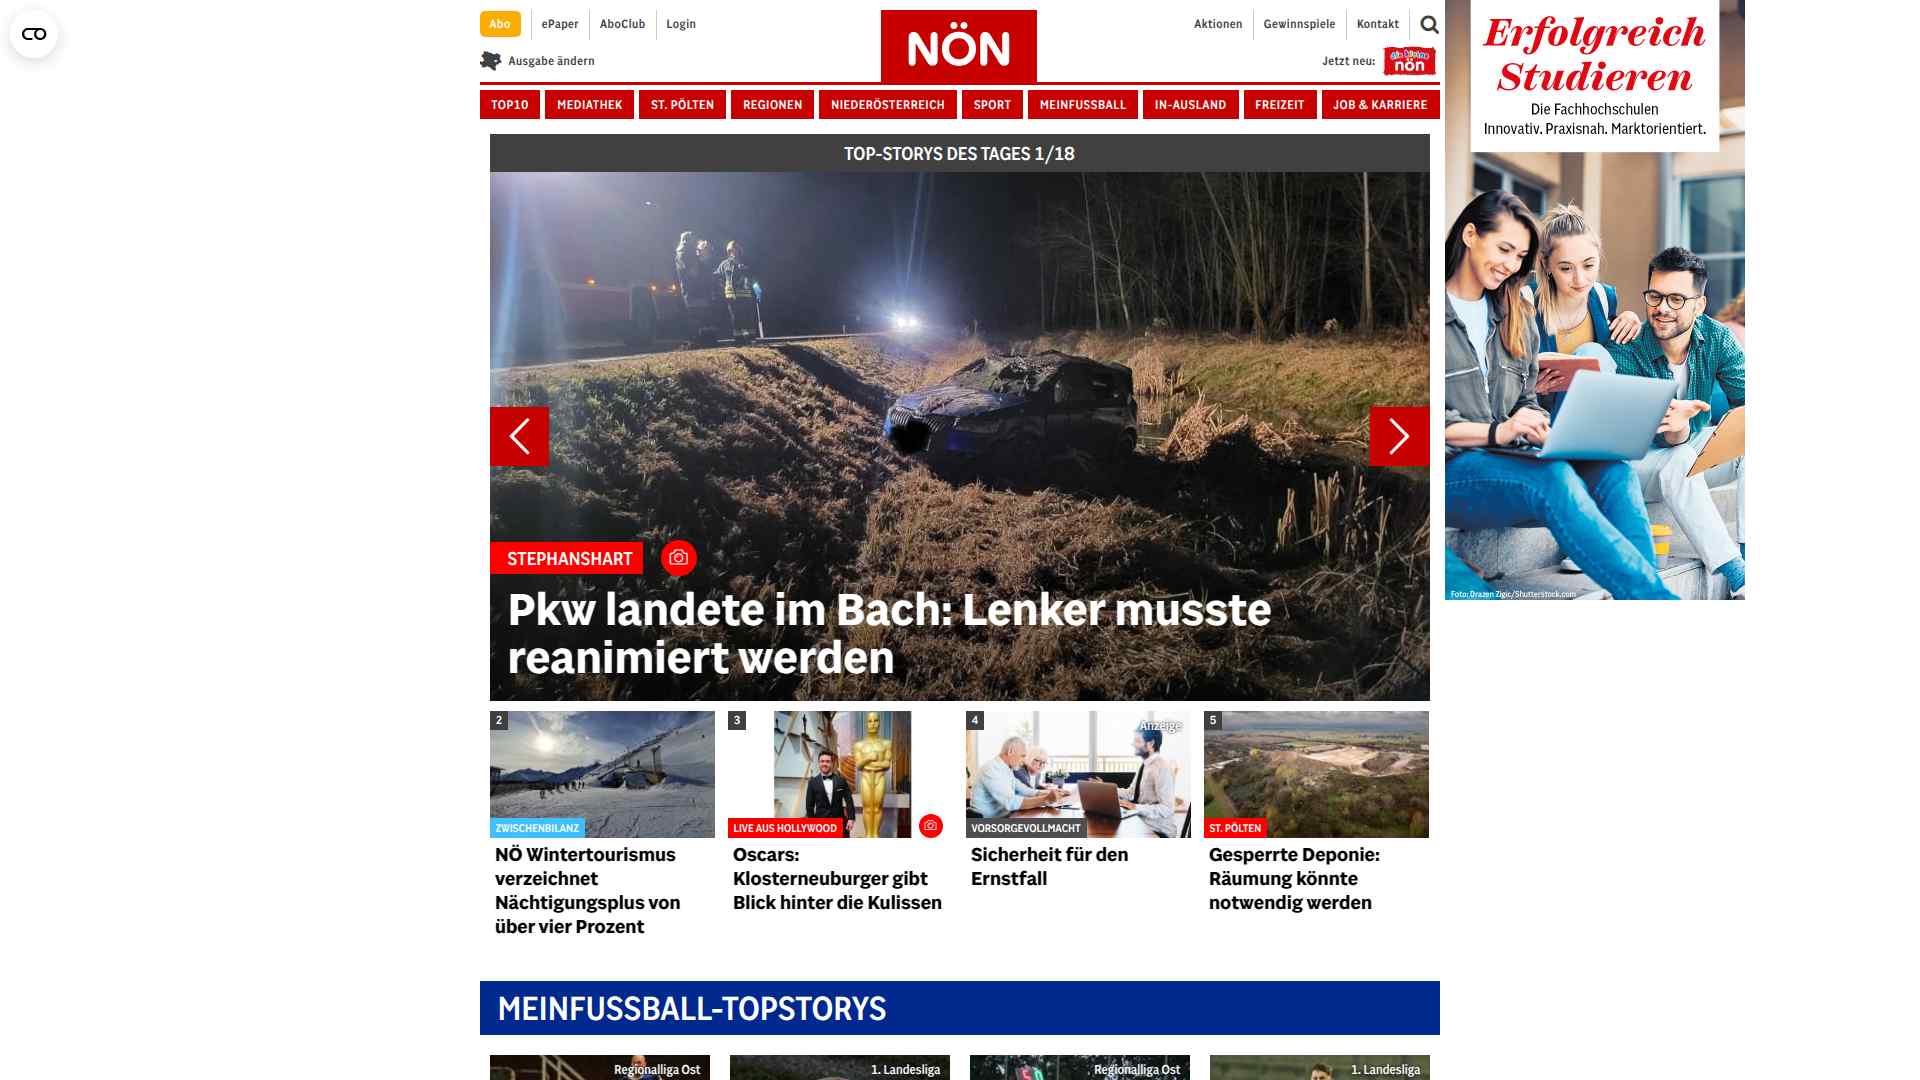 Abo
ePaper
AboClub
Login
NÖN
Aktionen
Gewinnspiele
Kontakt
Ausgabe ändern
Jetzt neu:
die kleine
nön
TOP10
MEDIATHEK
ST. PÖLTEN
REGIONEN
NIEDERÖSTERREICH
SPORT
MEINFUSSBALL
IN-AUSLAND
FREIZEIT
JOB & KARRIERE
Erfolgreich
Studieren
Die Fachhochschulen
Innovativ. Praxisnah. Marktorientiert.
Foto: Drazen Zigic/Shutterstock.com
TOP-STORYS DES TAGES 1/18
STEPHANSHART
Pkw landete im Bach: Lenker musste
reanimiert werden
2
ZWISCHENBILANZ
NÖ Wintertourismus
verzeichnet
Nächtigungsplus von
über vier Prozent
3
LIVE AUS HOLLYWOOD
Oscars:
Klosterneuburger gibt
Blick hinter die Kulissen
4
Anzeige
VORSORGEVOLLMACHT
Sicherheit für den
Ernstfall
5
ST. PÖLTEN
Gesperrte Deponie:
Räumung könnte
notwendig werden
MEINFUSSBALL-TOPSTORYS
Regionalliga Ost
1. Landesliga
Regionalliga Ost
1. Landesliga